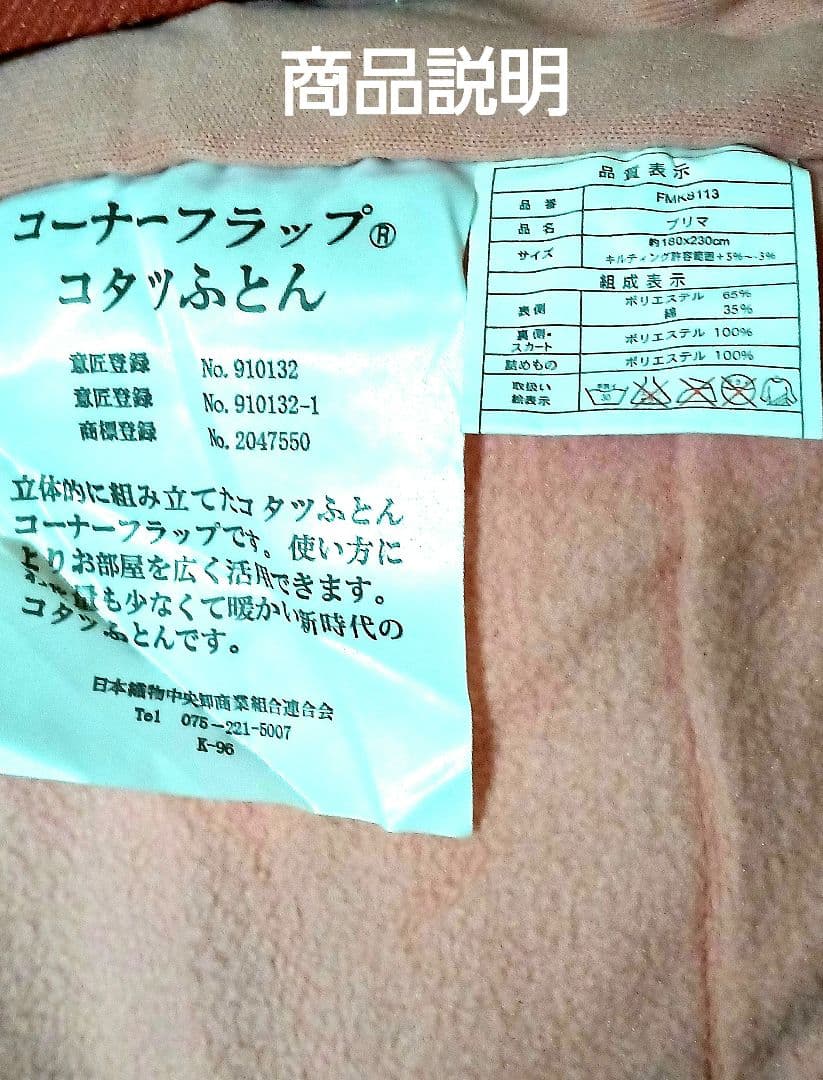 商品説明
コーナーフラップ®
コタツふとん
意匠登録 No.910132
意匠登録 No.910132-1
商標登録 No.2047550
立体的に組み立てたコタツふとん
コーナーフラップです。使い方に
よりお部屋を広く活用できます。
量も少なくて暖かい新時代の
コタツふとんです。
日本織物中央卸商業組合連合会
Tel 075-221-5007
K-96
品質表示
品番 FMK8113
品名 プリマ
サイズ 約180x230cm
キルティング許容範囲+5%~-3%
組成表示
表側 ポリエステル 65%
綿 35%
裏側・スカート ポリエステル 100%
詰めもの ポリエステル 100%
取扱い
絵表示